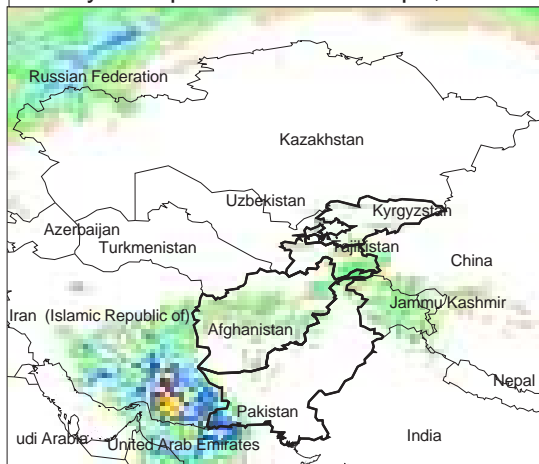 Russian Federation
Kazakhstan
Uzbekistan
Kyrgyzstan
Azerbaijan
Turkmenistan
Tajikistan
China
Jammu Kashmir
Iran (Islamic Republic of)
Afghanistan
Nepal
Pakistan
udi Arabia
United Arab Emirates
India